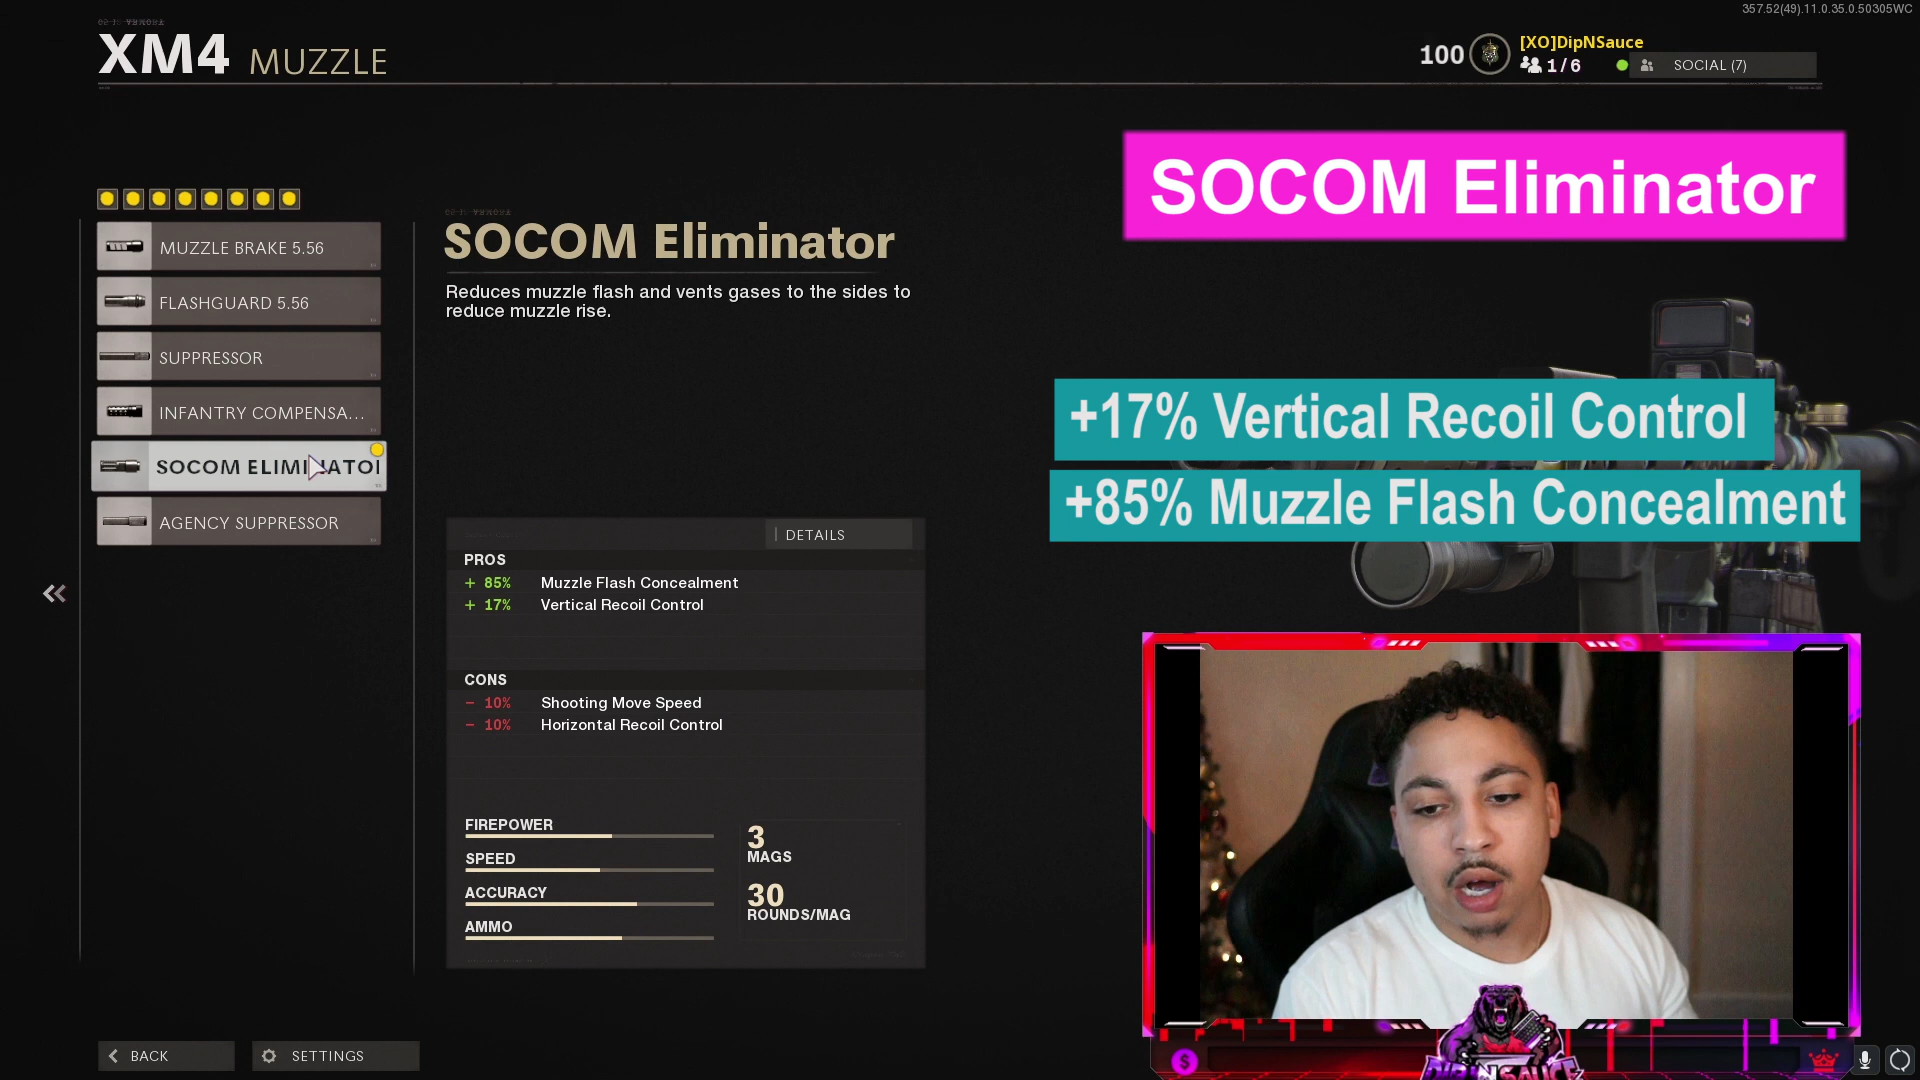 357.52(49).11.0.35.0.50305WC
XM4 MUZZLE
100
[XO]DipNSauce
1/6
SOCIAL (7)
SOCOM Eliminator
MUZZLE BRAKE 5.56
FLASHGUARD 5.56
SUPPRESSOR
INFANTRY COMPENSA...
SOCOM ELIMINATOR
AGENCY SUPPRESSOR
SOCOM Eliminator
Reduces muzzle flash and vents gases to the sides to
reduce muzzle rise.
+17% Vertical Recoil Control
+85% Muzzle Flash Concealment
DETAILS
PROS
+ 85% Muzzle Flash Concealment
+ 17% Vertical Recoil Control
CONS
- 10% Shooting Move Speed
- 10% Horizontal Recoil Control
FIREPOWER
SPEED
ACCURACY
AMMO
3
MAGS
30
ROUNDS/MAG
BACK
SETTINGS
$
DIPNSAUCE